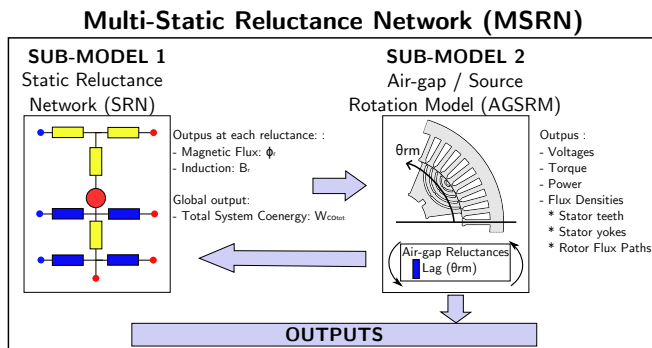 Multi-Static Reluctance Network (MSRN)
SUB-MODEL 1
Static Reluctance
Network (SRN)
Outpus at each reluctance: :
- Magnetic Flux: ϕr
- Induction: Br
Global output:
- Total System Coenergy: Wcotot
SUB-MODEL 2
Air-gap / Source
Rotation Model (AGSRM)
θrm
Air-gap Reluctances
Lag (θrm)
Outpus :
- Voltages
- Torque
- Power
- Flux Densities
* Stator teeth
* Stator yokes
* Rotor Flux Paths
OUTPUTS